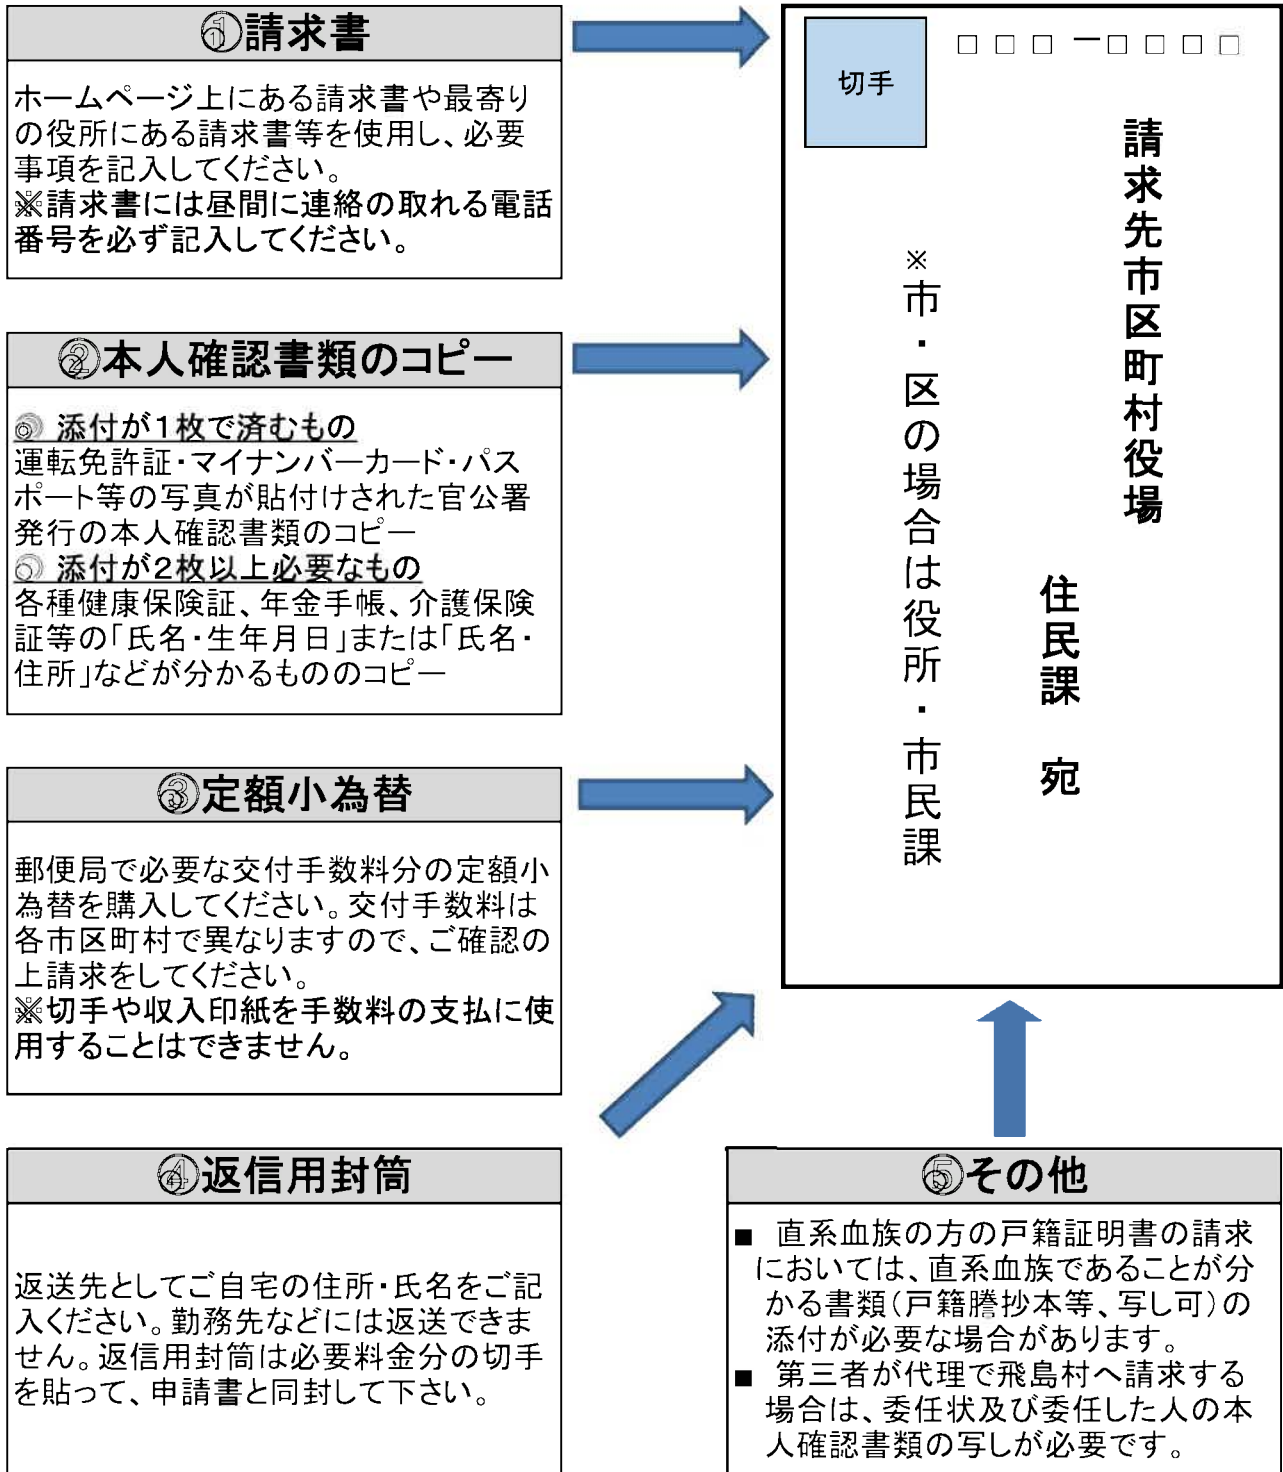 ①請求書
ホームページ上にある請求書や最寄り
の役所にある請求書等を使用し、必要
事項を記入してください。
※請求書には昼間に連絡の取れる電話
番号を必ず記入してください。
②本人確認書類のコピー
◎ 添付が1枚で済むもの
運転免許証・マイナンバーカード・パス
ポート等の写真が貼付けされた官公署
発行の本人確認書類のコピー
○ 添付が2枚以上必要なもの
各種健康保険証、年金手帳、介護保険
証等の「氏名・生年月日」または「氏名・
住所」などが分かるもののコピー
③定額小為替
郵便局で必要な交付手数料分の定額小
為替を購入してください。交付手数料は
各市区町村で異なりますので、ご確認の
上請求をしてください。
※切手や収入印紙を手数料の支払に使
用することはできません。
④返信用封筒
返送先としてご自宅の住所・氏名をご記
入ください。勤務先などには返送できま
せん。返信用封筒は必要料金分の切手
を貼って、申請書と同封して下さい。
切手
□□□-□□□□
請求先市区町村役場
住民課 宛
※市・区の場合は役所・市民課
⑤その他
■ 直系血族の方の戸籍証明書の請求
においては、直系血族であることが分
かる書類(戸籍謄抄本等、写し可)の
添付が必要な場合があります。
■ 第三者が代理で飛島村へ請求する
場合は、委任状及び委任した人の本
人確認書類の写しが必要です。